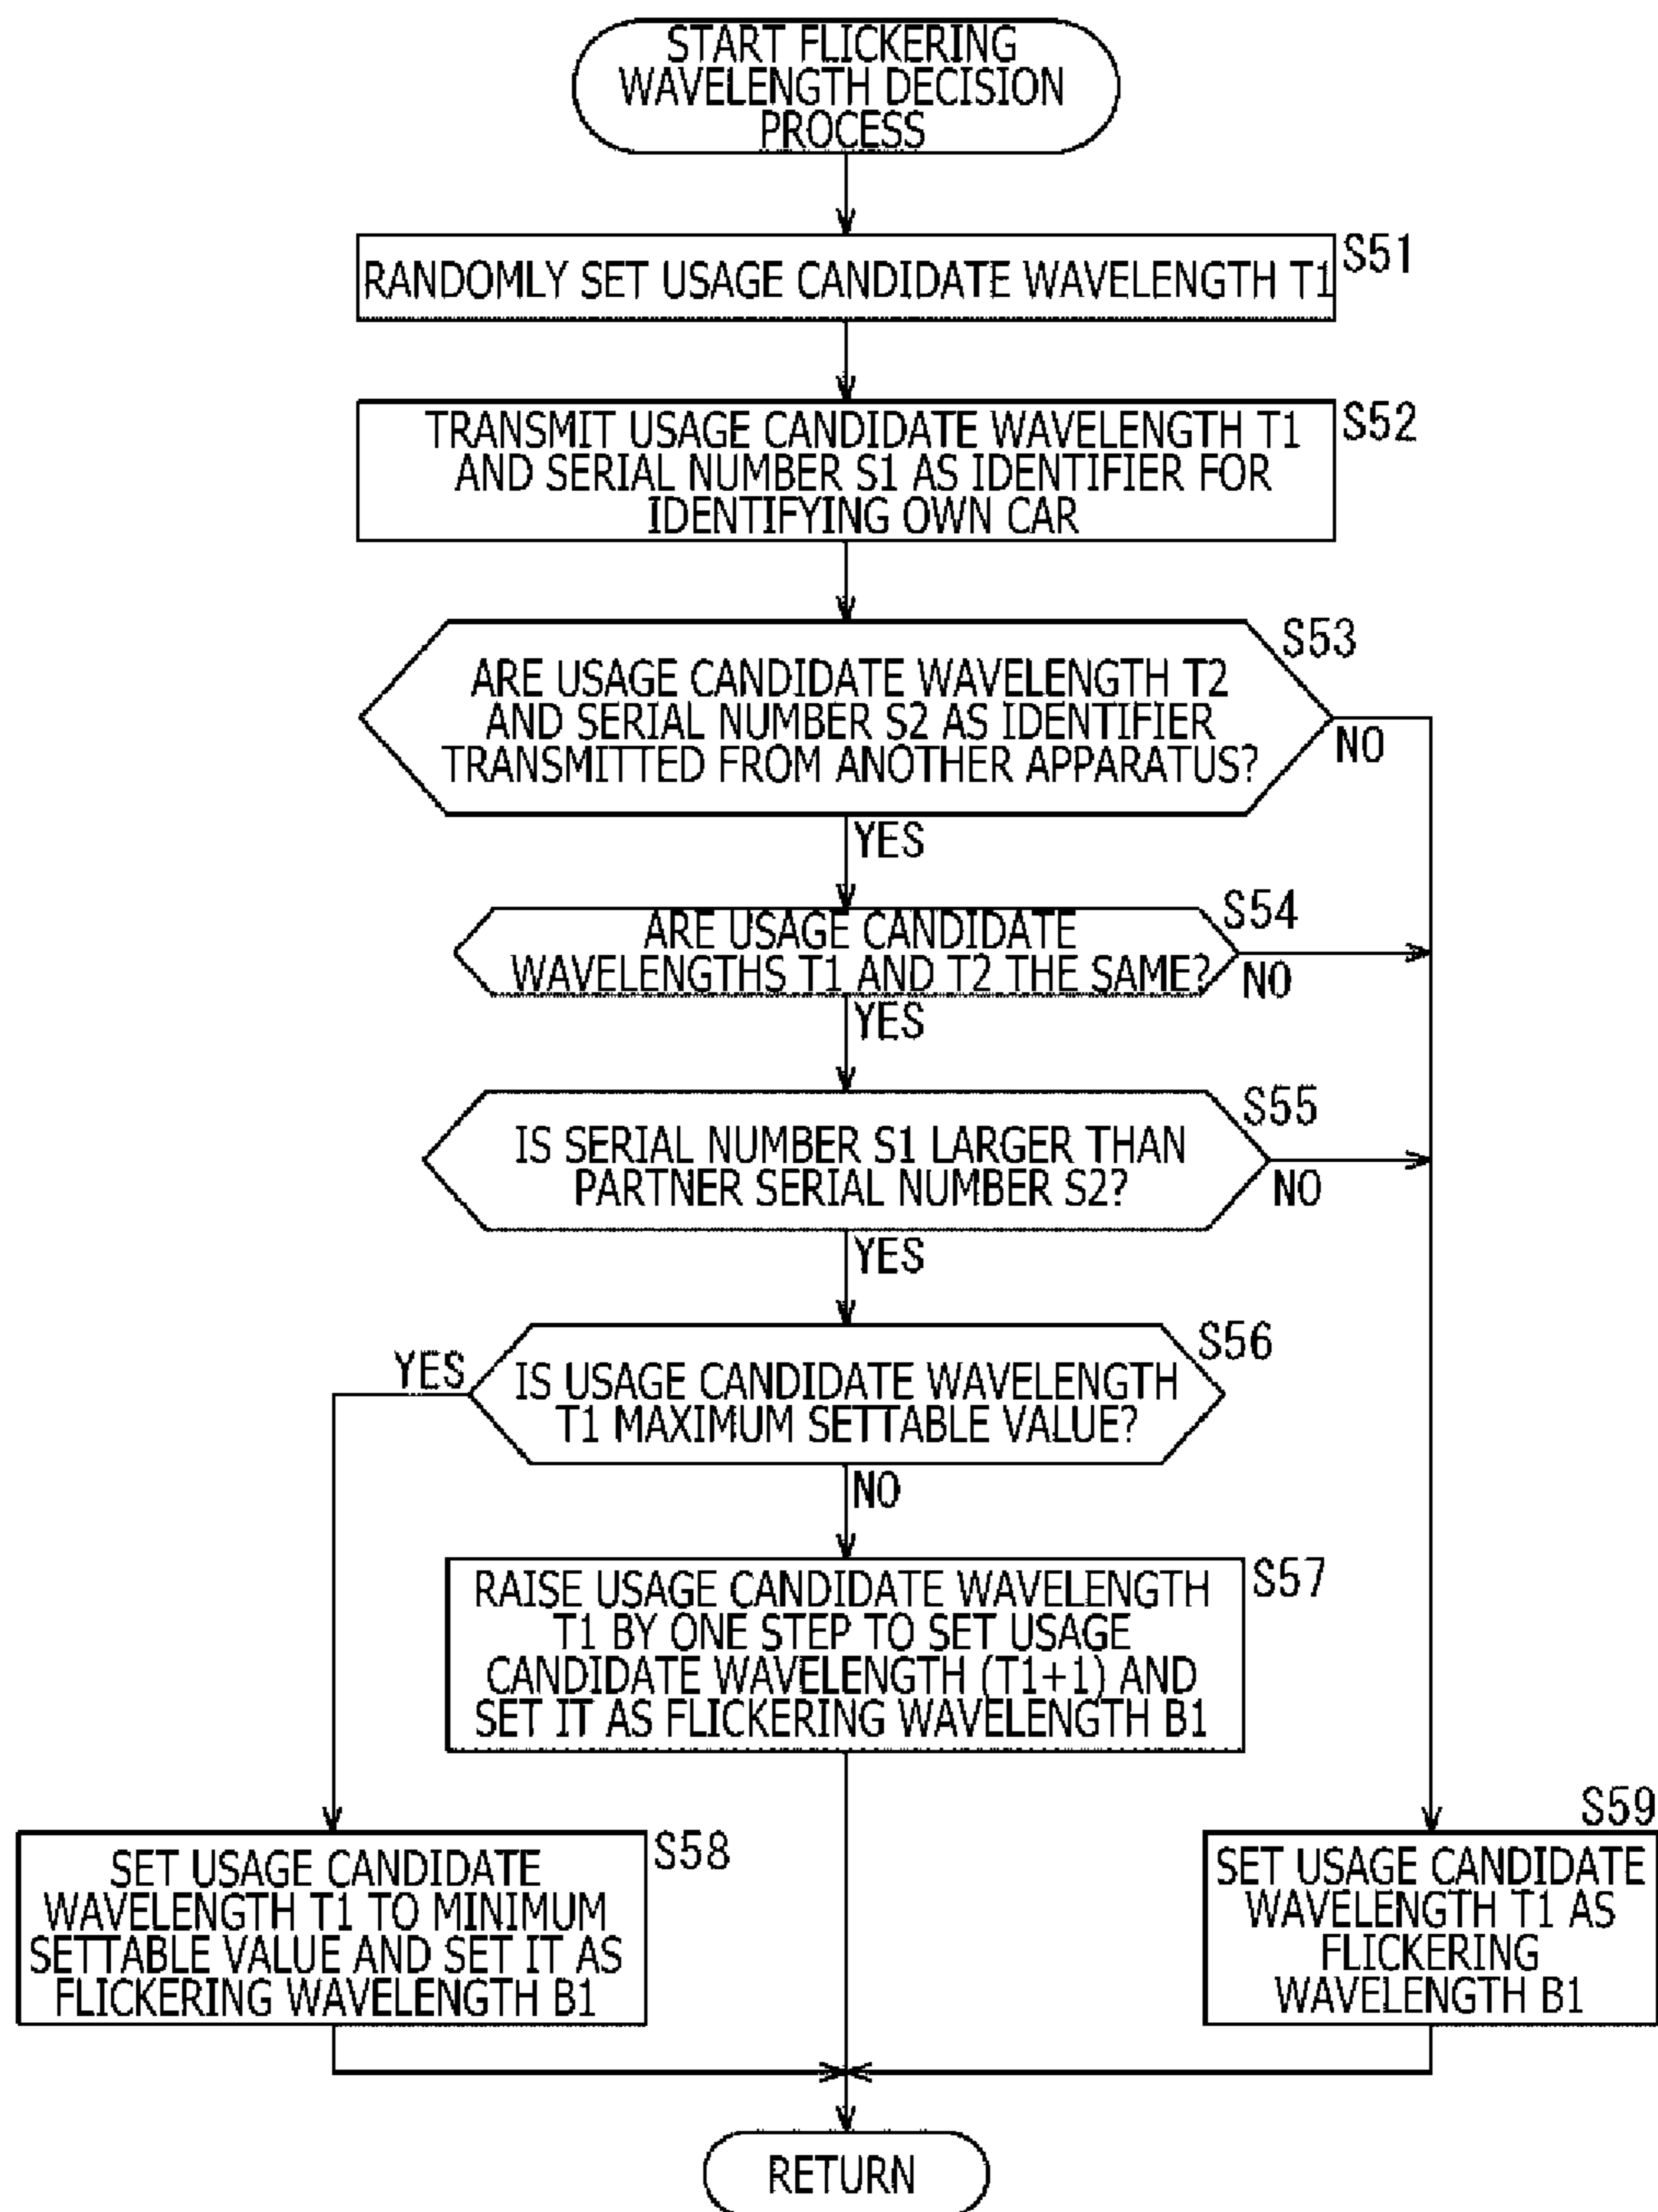 START FLICKERING
WAVELENGTH DECISION
PROCESS
S51
RANDOMLY SET USAGE CANDIDATE WAVELENGTH T1
S52
TRANSMIT USAGE CANDIDATE WAVELENGTH T1
AND SERIAL NUMBER S1 AS IDENTIFIER FOR
IDENTIFYING OWN CAR
S53
ARE USAGE CANDIDATE WAVELENGTH T2
AND SERIAL NUMBER S2 AS IDENTIFIER
TRANSMITTED FROM ANOTHER APPARATUS?
NO
YES
S54
ARE USAGE CANDIDATE
WAVELENGTHS T1 AND T2 THE SAME?
NO
YES
S55
IS SERIAL NUMBER S1 LARGER THAN
PARTNER SERIAL NUMBER S2?
NO
YES
S56
YES
IS USAGE CANDIDATE WAVELENGTH
T1 MAXIMUM SETTABLE VALUE?
NO
S57
RAISE USAGE CANDIDATE WAVELENGTH
T1 BY ONE STEP TO SET USAGE
CANDIDATE WAVELENGTH (T1+1) AND
SET IT AS FLICKERING WAVELENGTH B1
S58
SET USAGE CANDIDATE
WAVELENGTH T1 TO MINIMUM
SETTABLE VALUE AND SET IT AS
FLICKERING WAVELENGTH B1
S59
SET USAGE CANDIDATE
WAVELENGTH T1 AS
FLICKERING
WAVELENGTH B1
RETURN